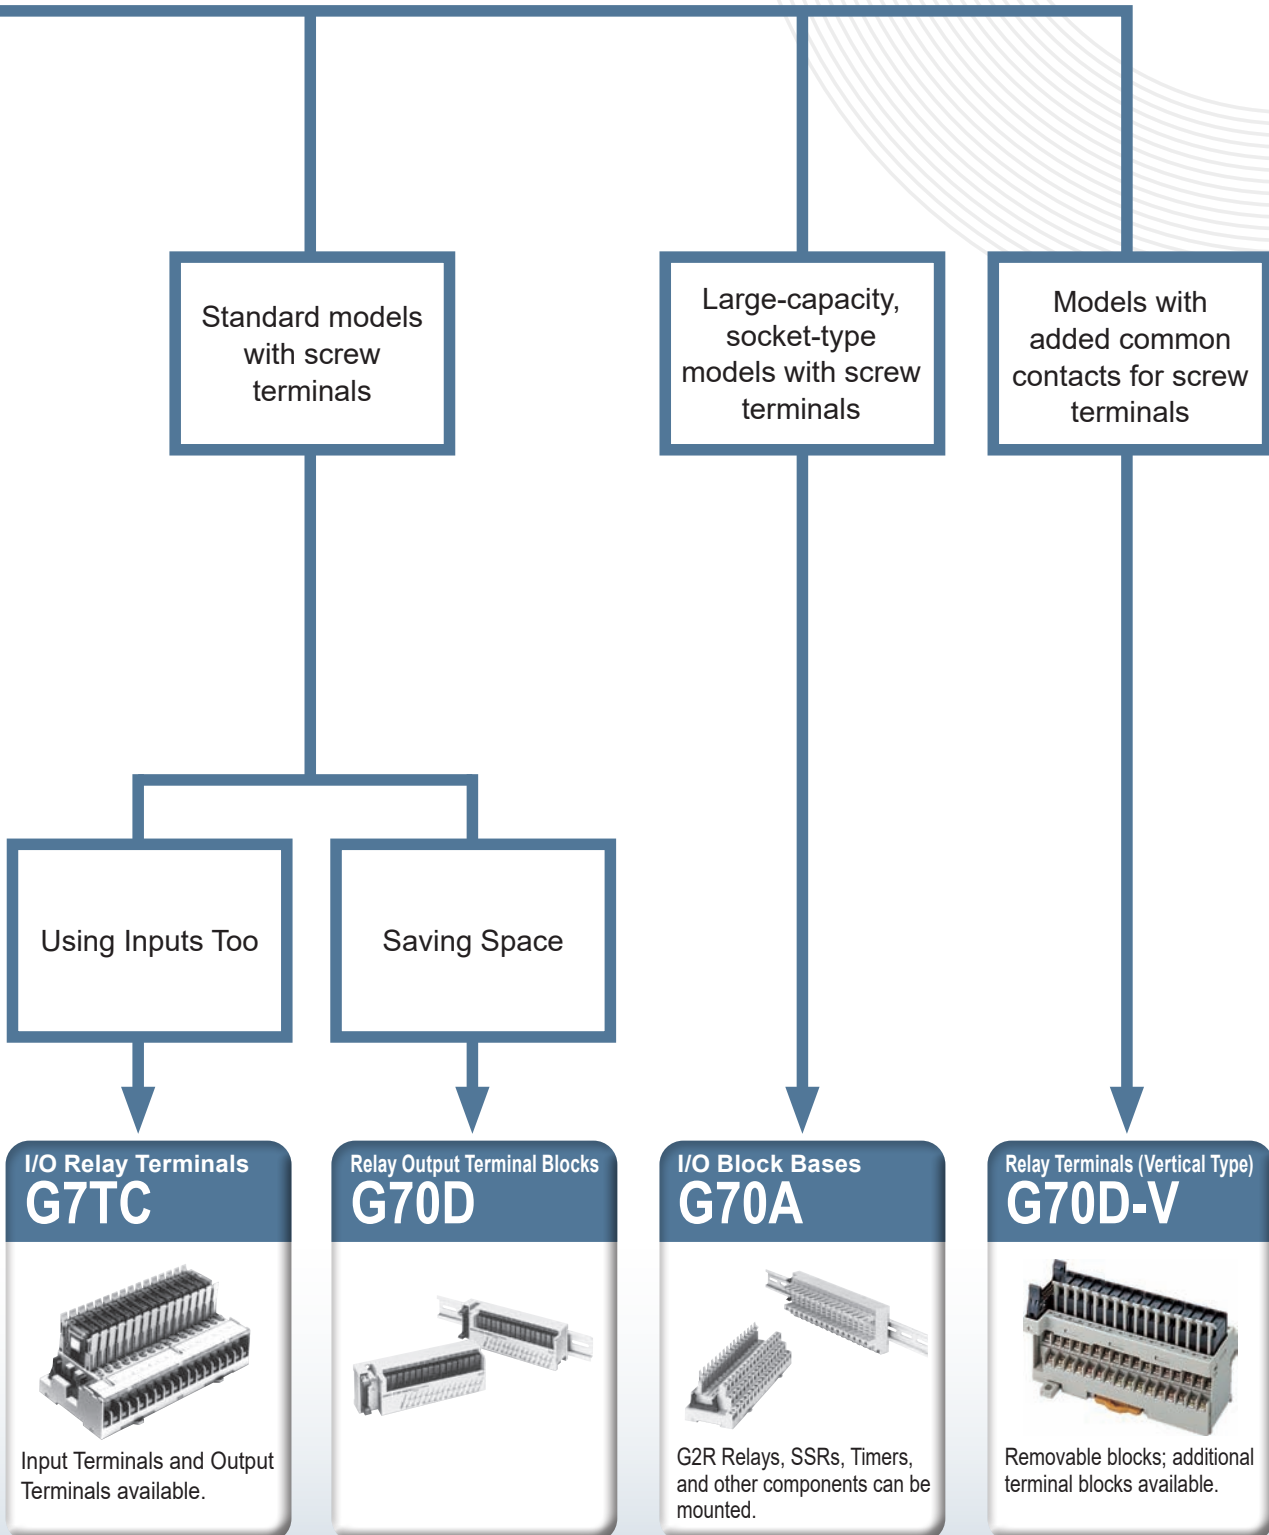 Standard models
with screw
terminals
Large-capacity,
socket-type
models with screw
terminals
Models with
added common
contacts for screw
terminals
Using Inputs Too
Saving Space
I/O Relay Terminals
G7TC
Input Terminals and Output
Terminals available.
Relay Output Terminal Blocks
G70D
I/O Block Bases
G70A
G2R Relays, SSRs, Timers,
and other components can be
mounted.
Relay Terminals (Vertical Type)
G70D-V
Removable blocks; additional
terminal blocks available.